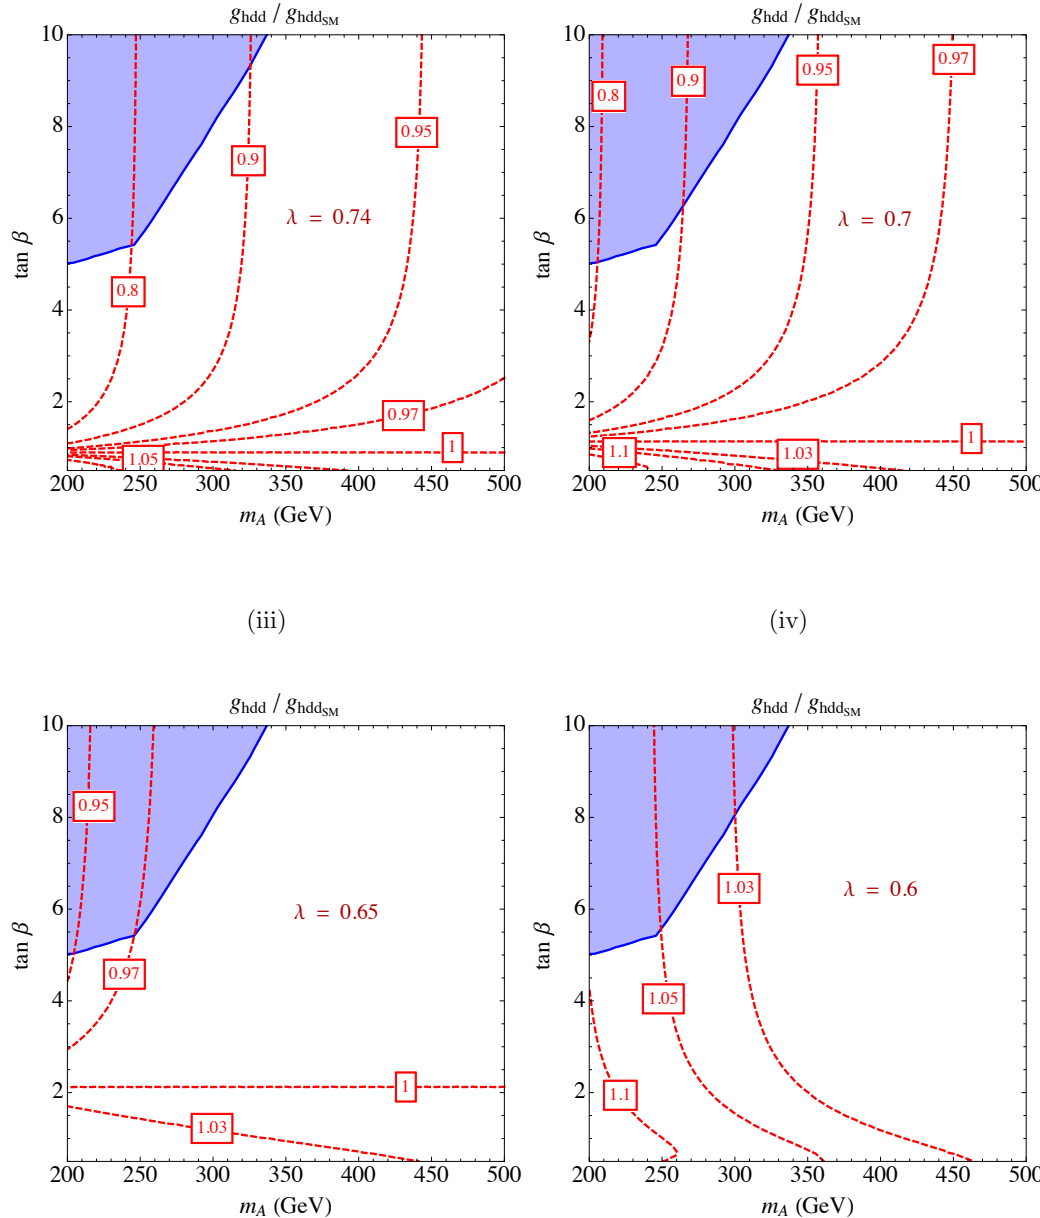 g_hdd / g_hdd_SM
10
8
6
4
2
tan β
0.8
0.9
0.95
0.97
1
1.05
λ = 0.74
200 250 300 350 400 450 500
m_A (GeV)
g_hdd / g_hdd_SM
10
8
6
4
2
tan β
0.8
0.9
0.95
0.97
λ = 0.7
1
1.1
1.03
200 250 300 350 400 450 500
m_A (GeV)
(iii) (iv)
g_hdd / g_hdd_SM
10
8
6
4
2
tan β
0.95
λ = 0.65
0.97
1
1.03
200 250 300 350 400 450 500
m_A (GeV)
g_hdd / g_hdd_SM
10
8
6
4
2
tan β
1.03
λ = 0.6
1.05
1.1
200 250 300 350 400 450 500
m_A (GeV)